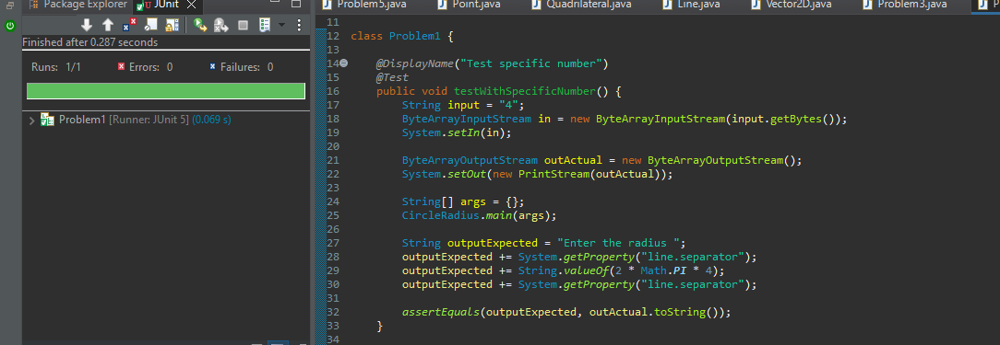 Package Explorer JUnit
Finished after 0.287 seconds
Runs: 1/1 Errors: 0 Failures: 0
Problem1 [Runner: JUnit 5] (0.069 s)
Problem5.java Point.java Quadrilateral.java Line.java Vector2D.java Problem3.java P
11
12 class Problem1 {
13
14 @DisplayName("Test specific number")
15 @Test
16 public void testWithSpecificNumber() {
17 String input = "4";
18 ByteArrayInputStream in = new ByteArrayInputStream(input.getBytes());
19 System.setIn(in);
20
21 ByteArrayOutputStream outActual = new ByteArrayOutputStream();
22 System.setOut(new PrintStream(outActual));
23
24 String[] args = {};
25 CircleRadius.main(args);
26
27 String outputExpected = "Enter the radius ";
28 outputExpected += System.getProperty("line.separator");
29 outputExpected += String.valueOf(2 * Math.PI * 4);
30 outputExpected += System.getProperty("line.separator");
31
32 assertEquals(outputExpected, outActual.toString());
33 }
34